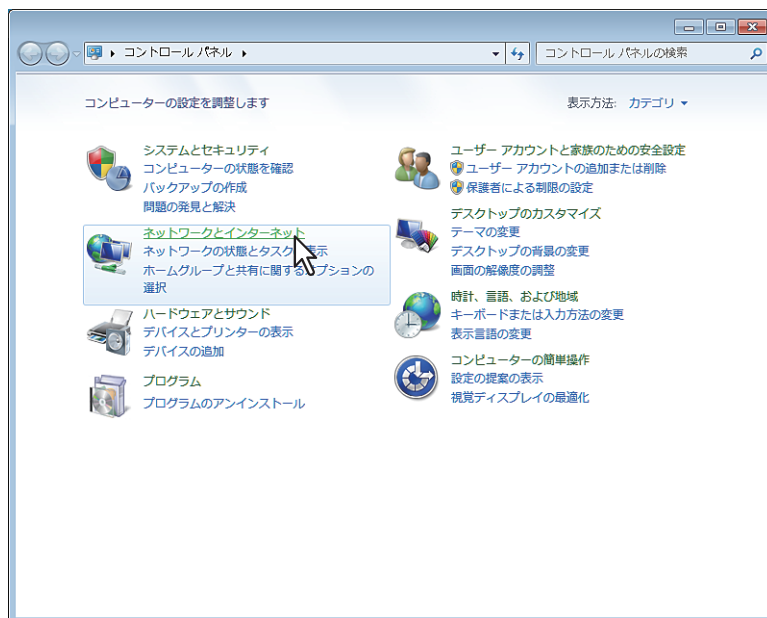 コントロール パネル
コントロール パネルの検索
コンピューターの設定を調整します
表示方法: カテゴリ
システムとセキュリティ
コンピューターの状態を確認
バックアップの作成
問題の発見と解決
ネットワークとインターネット
ネットワークの状態とタスク 表示
ホームグループと共有に関する プションの
選択
ハードウェアとサウンド
デバイスとプリンターの表示
デバイスの追加
プログラム
プログラムのアンインストール
ユーザー アカウントと家族のための安全設定
ユーザー アカウントの追加または削除
保護者による制限の設定
デスクトップのカスタマイズ
テーマの変更
デスクトップの背景の変更
画面の解像度の調整
時計、言語、および地域
キーボードまたは入力方法の変更
表示言語の変更
コンピューターの簡単操作
設定の提案の表示
視覚ディスプレイの最適化